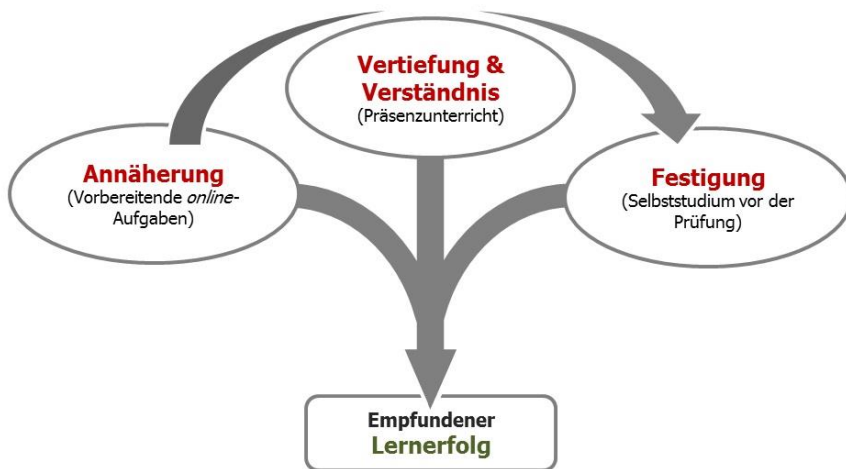 Vertiefung &
Verständnis
(Präsenzunterricht)
Annäherung
(Vorbereitende online-
Aufgaben)
Festigung
(Selbststudium vor der
Prüfung)
Empfundener
Lernerfolg